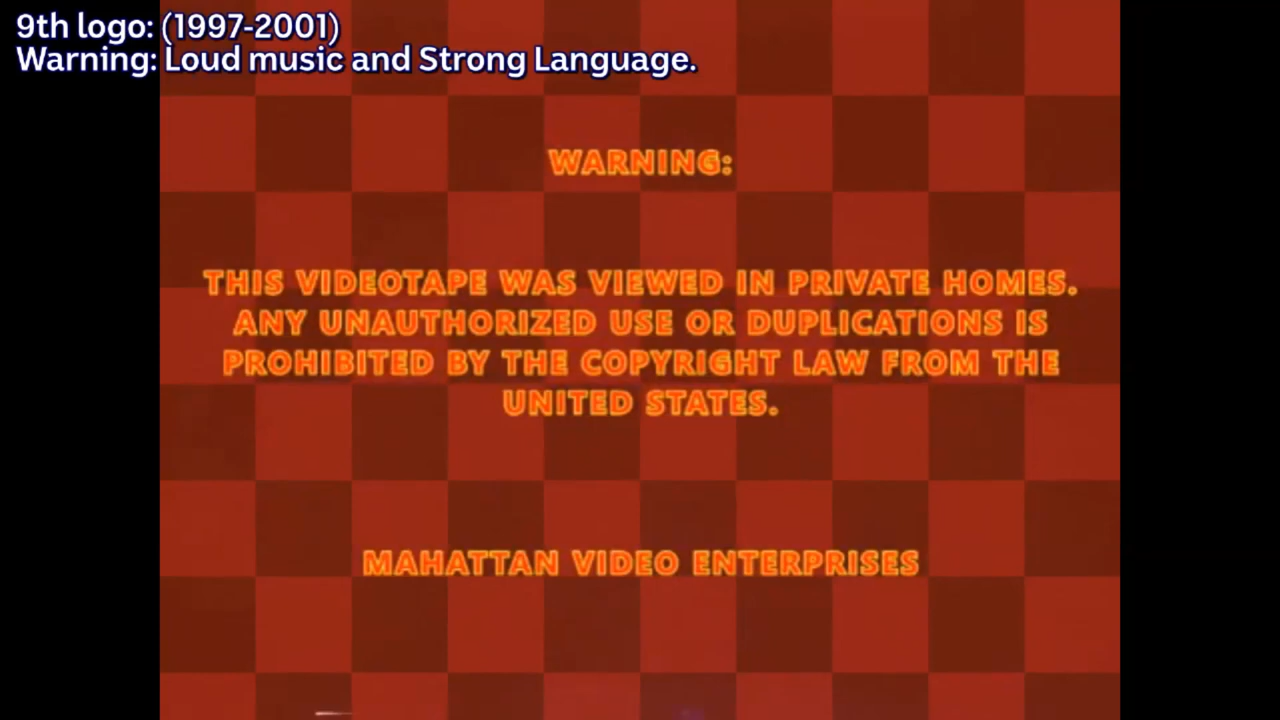 9th logo: (1997-2001)
Warning: Loud music and Strong Language.
WARNING:
THIS VIDEOTAPE WAS VIEWED IN PRIVATE HOMES.
ANY UNAUTHORIZED USE OR DUPLICATIONS IS
PROHIBITED BY THE COPYRIGHT LAW FROM THE
UNITED STATES.
MAHATTAN VIDEO ENTERPRISES